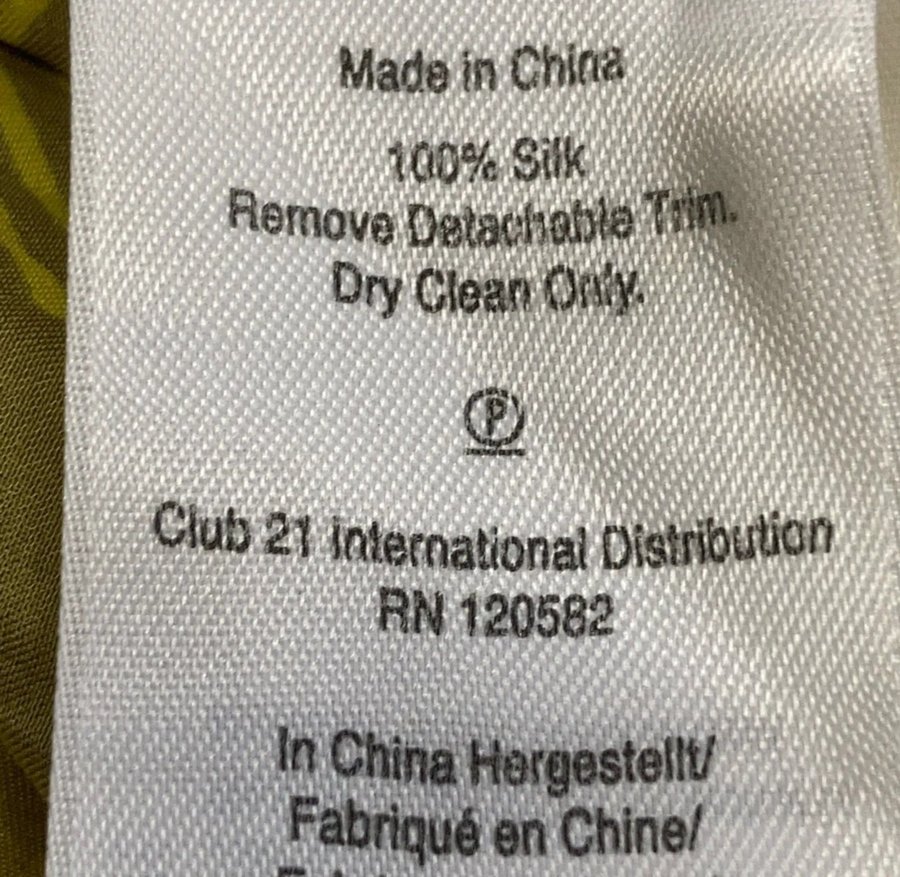 Made in China
100% Silk
Remove Detachable Trim.
Dry Clean Only.
P
Club 21 International Distribution
RN 120582
In China Hergestellt/
Fabriqué en Chine/